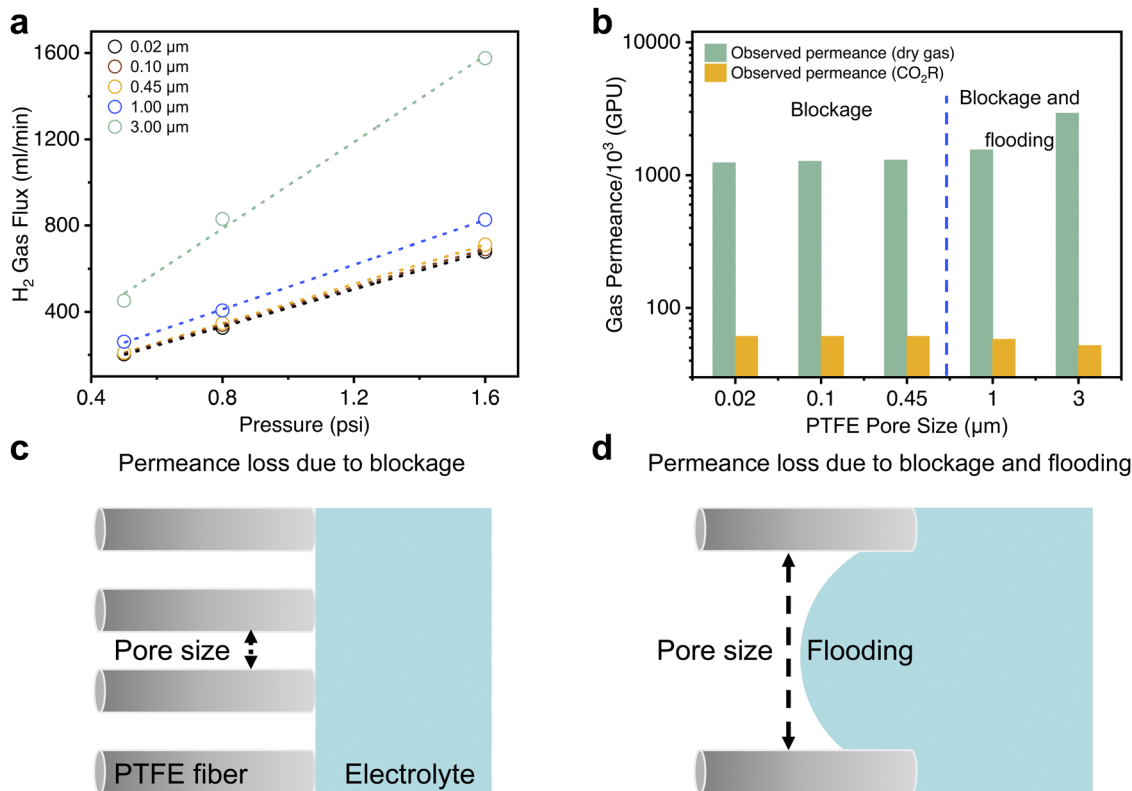 a
1600
1200
800
400
H₂ Gas Flux (ml/min)
0.02 µm
0.10 µm
0.45 µm
1.00 µm
3.00 µm
0.4
0.8
1.2
1.6
Pressure (psi)
b
10000
1000
100
Gas Permeance/10³ (GPU)
Observed permeance (dry gas)
Observed permeance (CO₂R)
Blockage
Blockage and
flooding
0.02
0.1
0.45
1
3
PTFE Pore Size (µm)
c
Permeance loss due to blockage
Pore size
PTFE fiber
Electrolyte
d
Permeance loss due to blockage and flooding
Pore size
Flooding